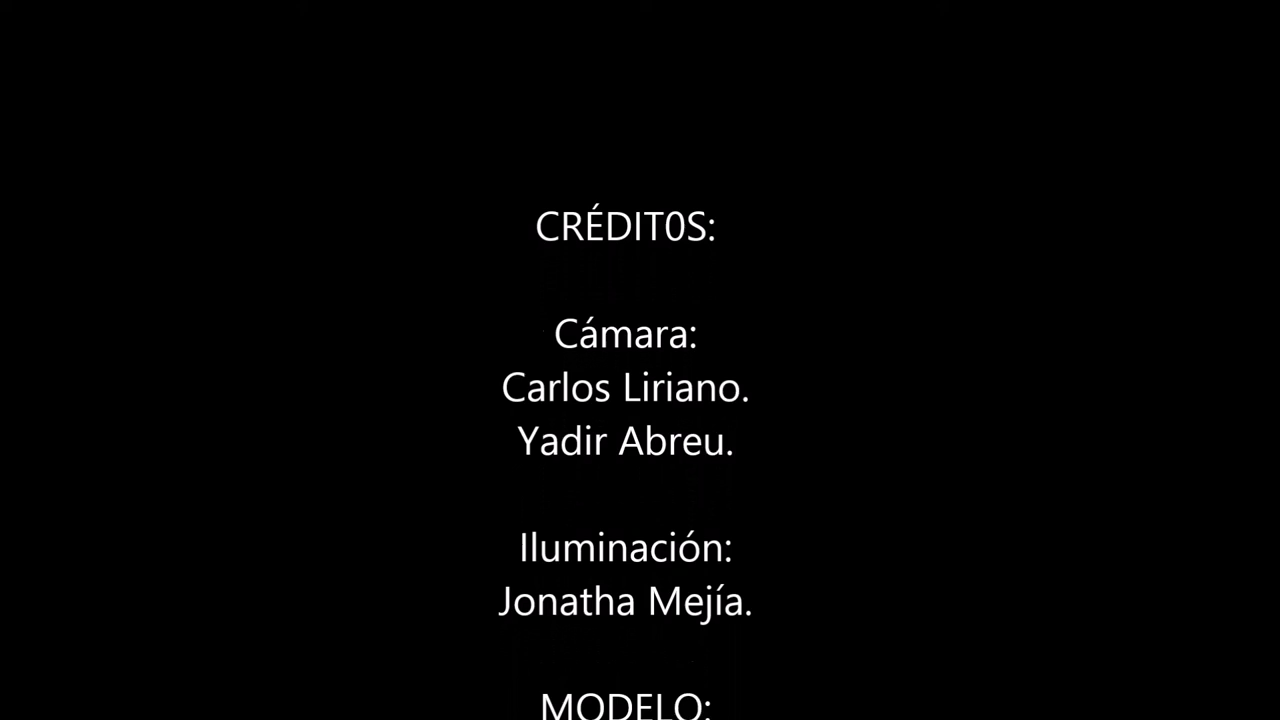 CRÉDIT0S:
Cámara:
Carlos Liriano.
Yadir Abreu.
Iluminación:
Jonatha Mejía.
MODELO: